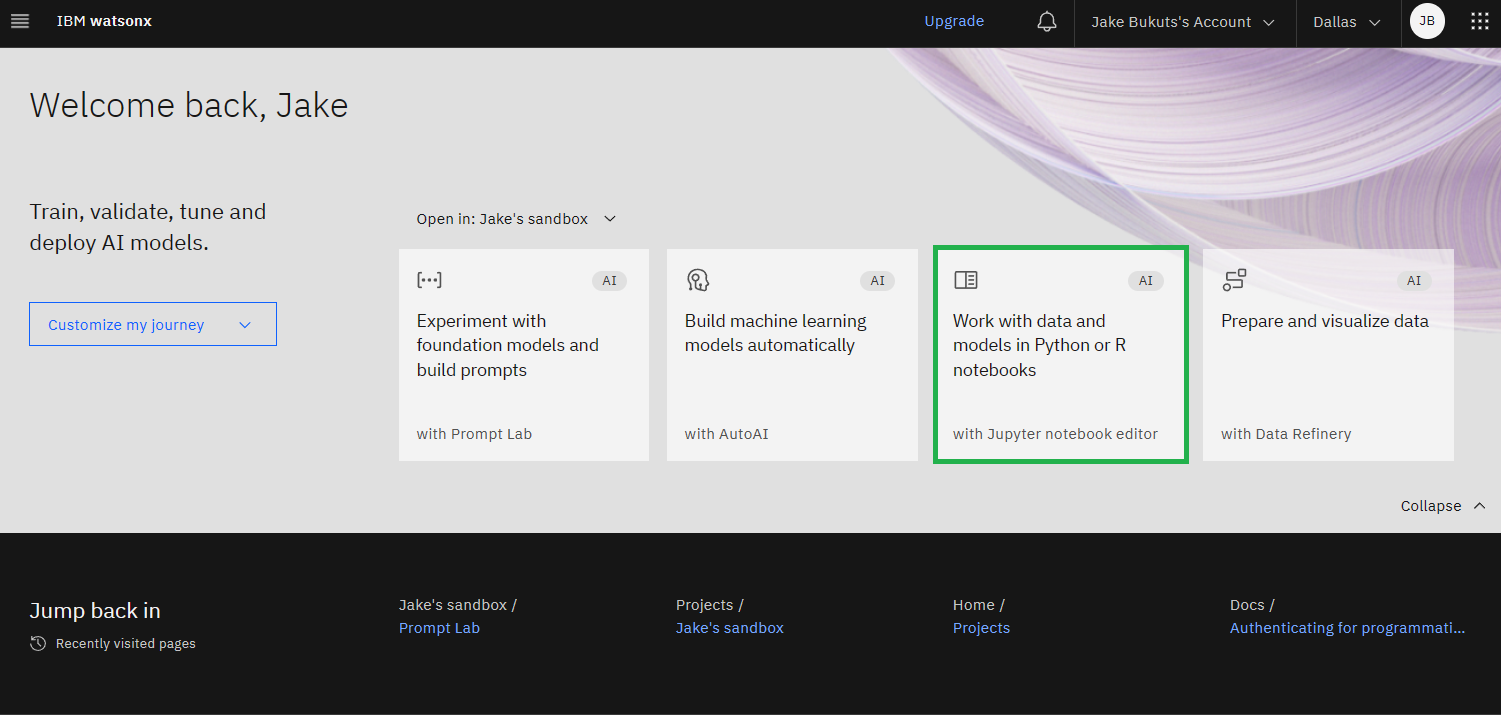 IBM watsonx
Upgrade
Jake Bukuts's Account
Dallas
JB
Welcome back, Jake
Train, validate, tune and
deploy AI models.
Customize my journey
Open in: Jake's sandbox
AI
Experiment with
foundation models and
build prompts
with Prompt Lab
AI
Build machine learning
models automatically
with AutoAI
AI
Work with data and
models in Python or R
notebooks
with Jupyter notebook editor
AI
Prepare and visualize data
with Data Refinery
Collapse
Jump back in
Recently visited pages
Jake's sandbox /
Prompt Lab
Projects /
Jake's sandbox
Home /
Projects
Docs /
Authenticating for programmati...